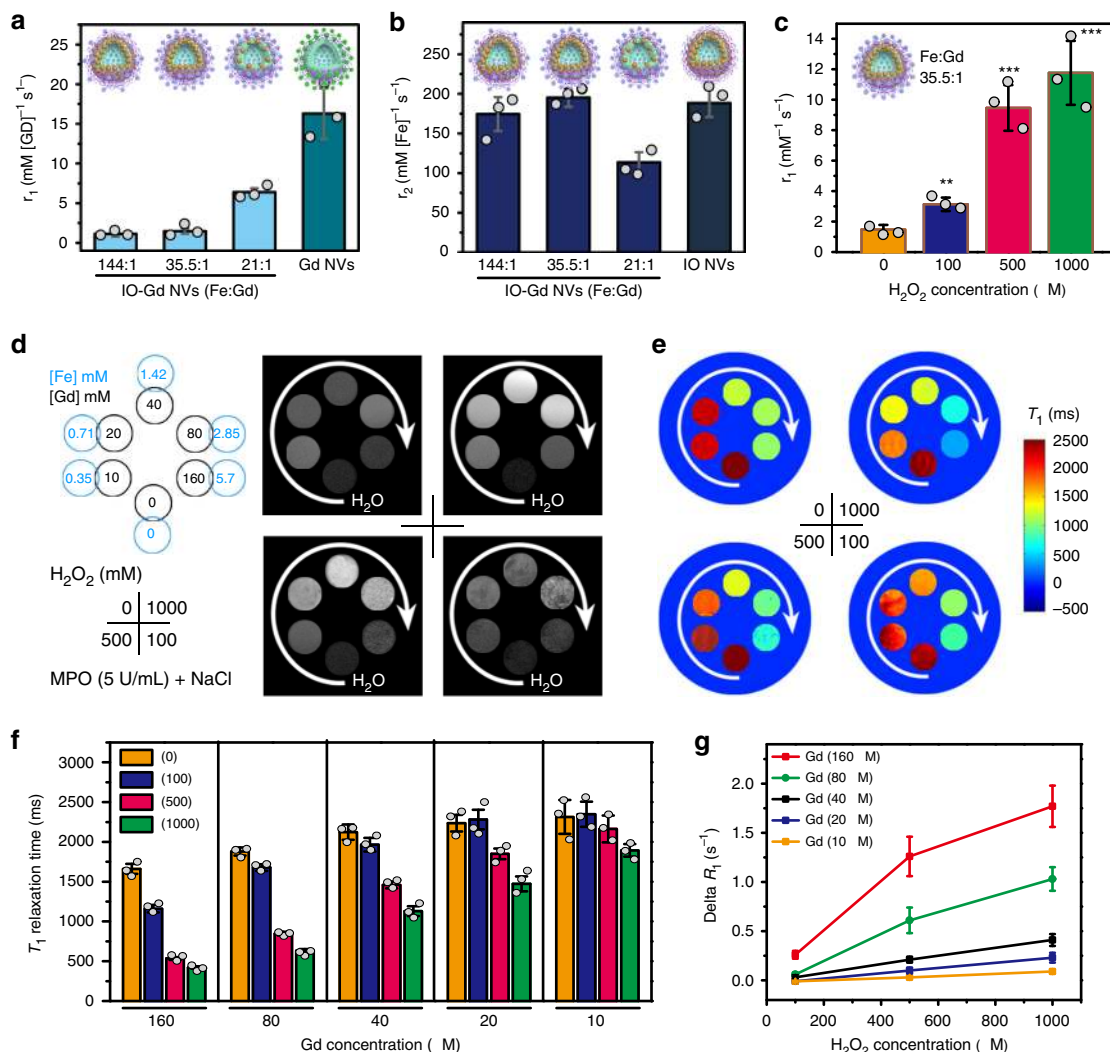 a
25
20
15
10
5
0
r1 (mM [GD)⁻¹ s⁻¹⁻)
144:1 35.5:1 21:1 Gd NVs
IO-Gd NVs (Fe:Gd)
b
250
200
150
100
50
0
r2 (mM [Fe)⁻¹ s⁻¹)
144:1 35.5:1 21:1 IO NVs
IO-Gd NVs (Fe:Gd)
c
14
12
10
8
6
4
2
0
r1 (mM⁻¹ s⁻¹)
Fe:Gd
35.5:1
**
***
***
0 100 500 1000
H2O2 concentration ( M)
d
[Fe] mM
[Gd] mM
1.42
40
0.71 20 80 2.85
0.35 10 160 5.7
0
0
H2O2 (mM)
0 1000
500 100
MPO (5 U/mL) + NaCl
H2O
H2O
H2O
H2O
e
0 1000
500 100
T1 (ms)
2500
2000
1500
1000
500
0
−500
f
3000
2500
2000
1500
1000
500
0
T1 relaxation time (ms)
(0)
(100)
(500)
(1000)
160 80 40 20 10
Gd concentration ( M)
g
Gd (160 M)
Gd (80 M)
Gd (40 M)
Gd (20 M)
Gd (10 M)
2.0
1.5
1.0
0.5
0.0
Delta R1 (s⁻¹)
0 200 400 600 800 1000
H2O2 concentration ( M)